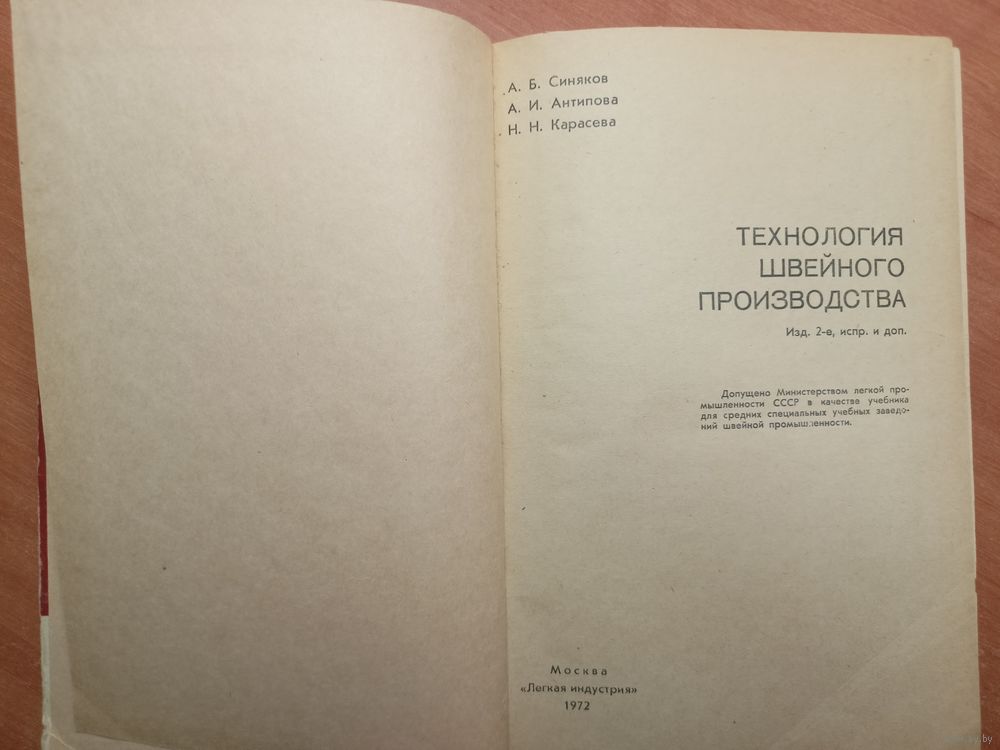 А. Б. Синяков
А. И. Антипова
Н. Н. Карасева
ТЕХНОЛОГИЯ
ШВЕЙНОГО
ПРОИЗВОДСТВА
Изд. 2-е, испр. и доп.
Допущено Министерством легкой про-
мышленности СССР в качестве учебника
для средних специальных учебных заведе-
ний швейной промышленности.
Москва
«Легкая индустрия»
1972